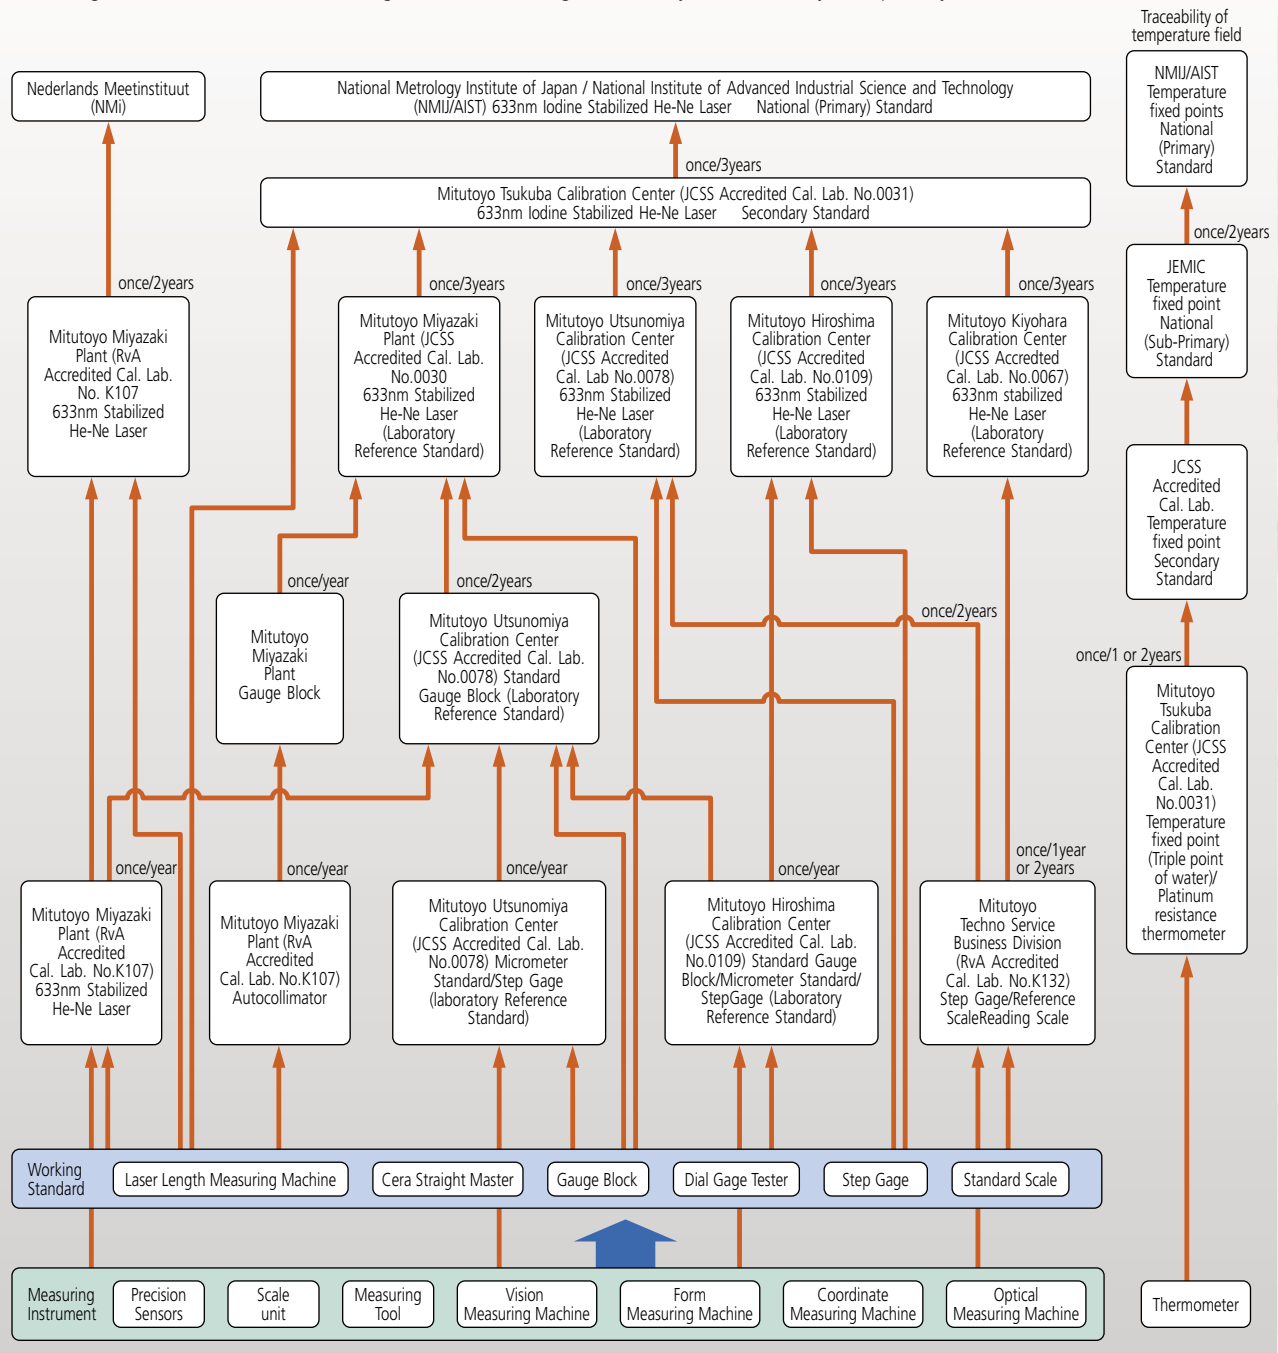 Traceability of
temperature field
Nederlands Meetinstituut
(NMi)
National Metrology Institute of Japan / National Institute of Advanced Industrial Science and Technology
(NMIJ/AIST) 633nm Iodine Stabilized He-Ne Laser National (Primary) Standard
NMIJ/AIST
Temperature
fixed points
National
(Primary)
Standard
once/3years
Mitutoyo Tsukuba Calibration Center (JCSS Accredited Cal. Lab. No.0031)
633nm Iodine Stabilized He-Ne Laser Secondary Standard
once/2years
JEMIC
Temperature
fixed point
National
(Sub-Primary)
Standard
once/2years
once/3years
once/3years
once/3years
once/3years
Mitutoyo Miyazaki
Plant (RvA
Accredited Cal. Lab.
No. K107
633nm Stabilized
He-Ne Laser
Mitutoyo Miyazaki
Plant (JCSS
Accredited Cal. Lab.
No.0030
633nm Stabilized
He-Ne Laser
(Laboratory
Reference Standard)
Mitutoyo Utsunomiya
Calibration Center
(JCSS Accredited
Cal. Lab No.0078)
633nm Stabilized
He-Ne Laser
(Laboratory
Reference Standard)
Mitutoyo Hiroshima
Calibration Center
(JCSS Accredited
Cal. Lab. No.0109)
633nm Stabilized
He-Ne Laser
(Laboratory
Reference Standard)
Mitutoyo Kiyohara
Calibration Center
(JCSS Accredited
Cal. Lab. No.0067)
633nm stabilized
He-Ne Laser
(Laboratory
Reference Standard)
JCSS
Accredited
Cal. Lab.
Temperature
fixed point
Secondary
Standard
once/year
once/2years
once/2years
once/1 or 2years
Mitutoyo
Miyazaki
Plant
Gauge Block
Mitutoyo Utsunomiya
Calibration Center
(JCSS Accredited Cal. Lab.
No.0078) Standard
Gauge Block (Laboratory
Reference Standard)
Mitutoyo
Tsukuba
Calibration
Center (JCSS
Accredited
Cal. Lab.
No.0031)
Temperature
fixed point
(Triple point
of water)/
Platinum
resistance
thermometer
once/year
once/year
once/year
once/year
once/1year
or 2years
Mitutoyo Miyazaki
Plant (RvA
Accredited
Cal. Lab. No.K107)
633nm Stabilized
He-Ne Laser
Mitutoyo Miyazaki
Plant (RvA
Accredited
Cal. Lab. No.K107)
Autocollimator
Mitutoyo Utsunomiya
Calibration Center
(JCSS Accredited Cal. Lab.
No.0078) Micrometer
Standard/Step Gage
(laboratory Reference
Standard)
Mitutoyo Hiroshima
Calibration Center
(JCSS Accredited Cal. Lab.
No.0109) Standard Gauge
Block/Micrometer Standard/
StepGage (Laboratory
Reference Standard)
Mitutoyo
Techno Service
Business Division
(RvA Accredited
Cal. Lab. No.K132)
Step Gage/Reference
ScaleReading Scale
Working
Standard
Laser Length Measuring Machine
Cera Straight Master
Gauge Block
Dial Gage Tester
Step Gage
Standard Scale
Measuring
Instrument
Precision
Sensors
Scale
unit
Measuring
Tool
Vision
Measuring Machine
Form
Measuring Machine
Coordinate
Measuring Machine
Optical
Measuring Machine
Thermometer